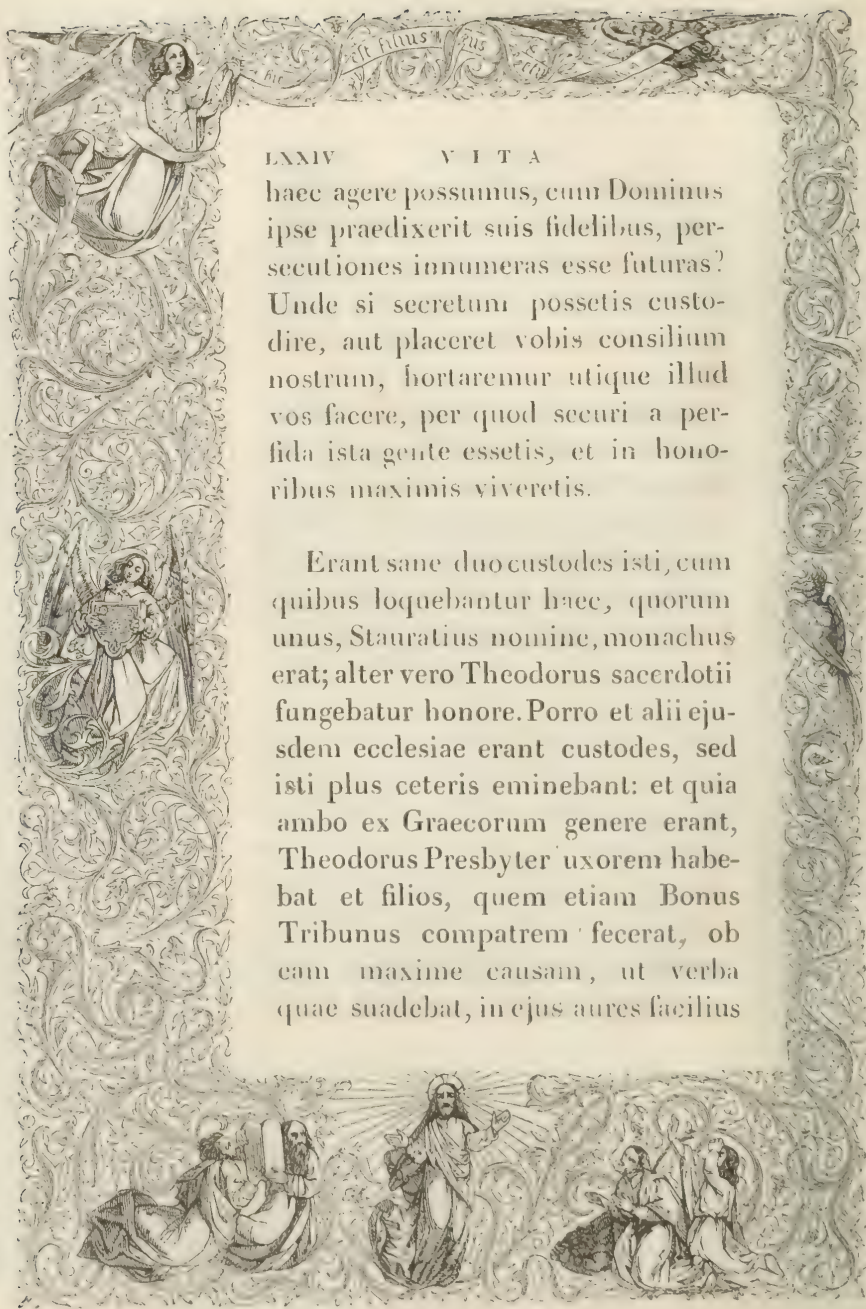 hic est filius meus
LXXIV V I T A
haec agere possumus, cum Dominus
ipse praedixerit suis fidelibus, per-
secutiones innumeras esse futuras?
Unde si secretum possetis custo-
dire, aut placeret vobis consilium
nostrum, hortaremur utique illud
vos facere, per quod securi a per-
fida ista gente essetis, et in hono-
ribus maximis viveretis.
Erant sane duo custodes isti, cum
quibus loquebantur haec, quorum
unus, Stauratius nomine, monachus
erat; alter vero Theodorus sacerdotii
fungebatur honore. Porro et alii eju-
sdem ecclesiae erant custodes, sed
isti plus ceteris eminebant: et quia
ambo ex Graecorum genere erant,
Theodorus Presbyter uxorem habe-
bat et filios, quem etiam Bonus
Tribunus compatrem fecerat, ob
eam maxime causam, ut verba
quae suadebat, in ejus aures facilius